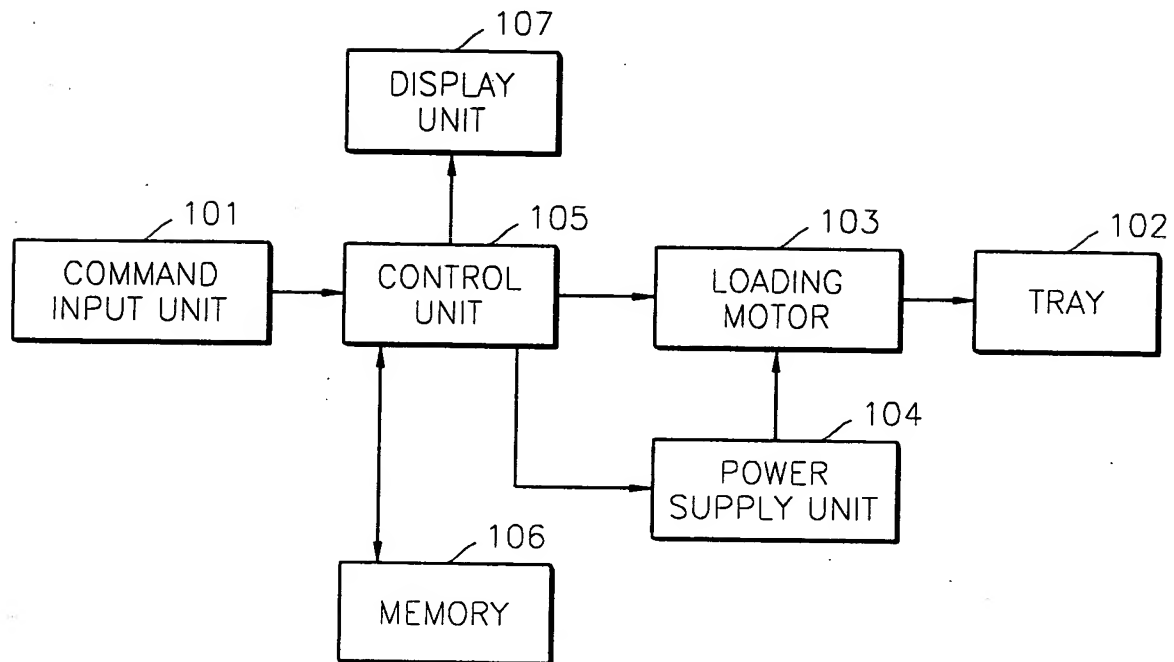 107
DISPLAY
UNIT
101
COMMAND
INPUT UNIT
105
CONTROL
UNIT
103
LOADING
MOTOR
102
TRAY
104
POWER
SUPPLY UNIT
106
MEMORY